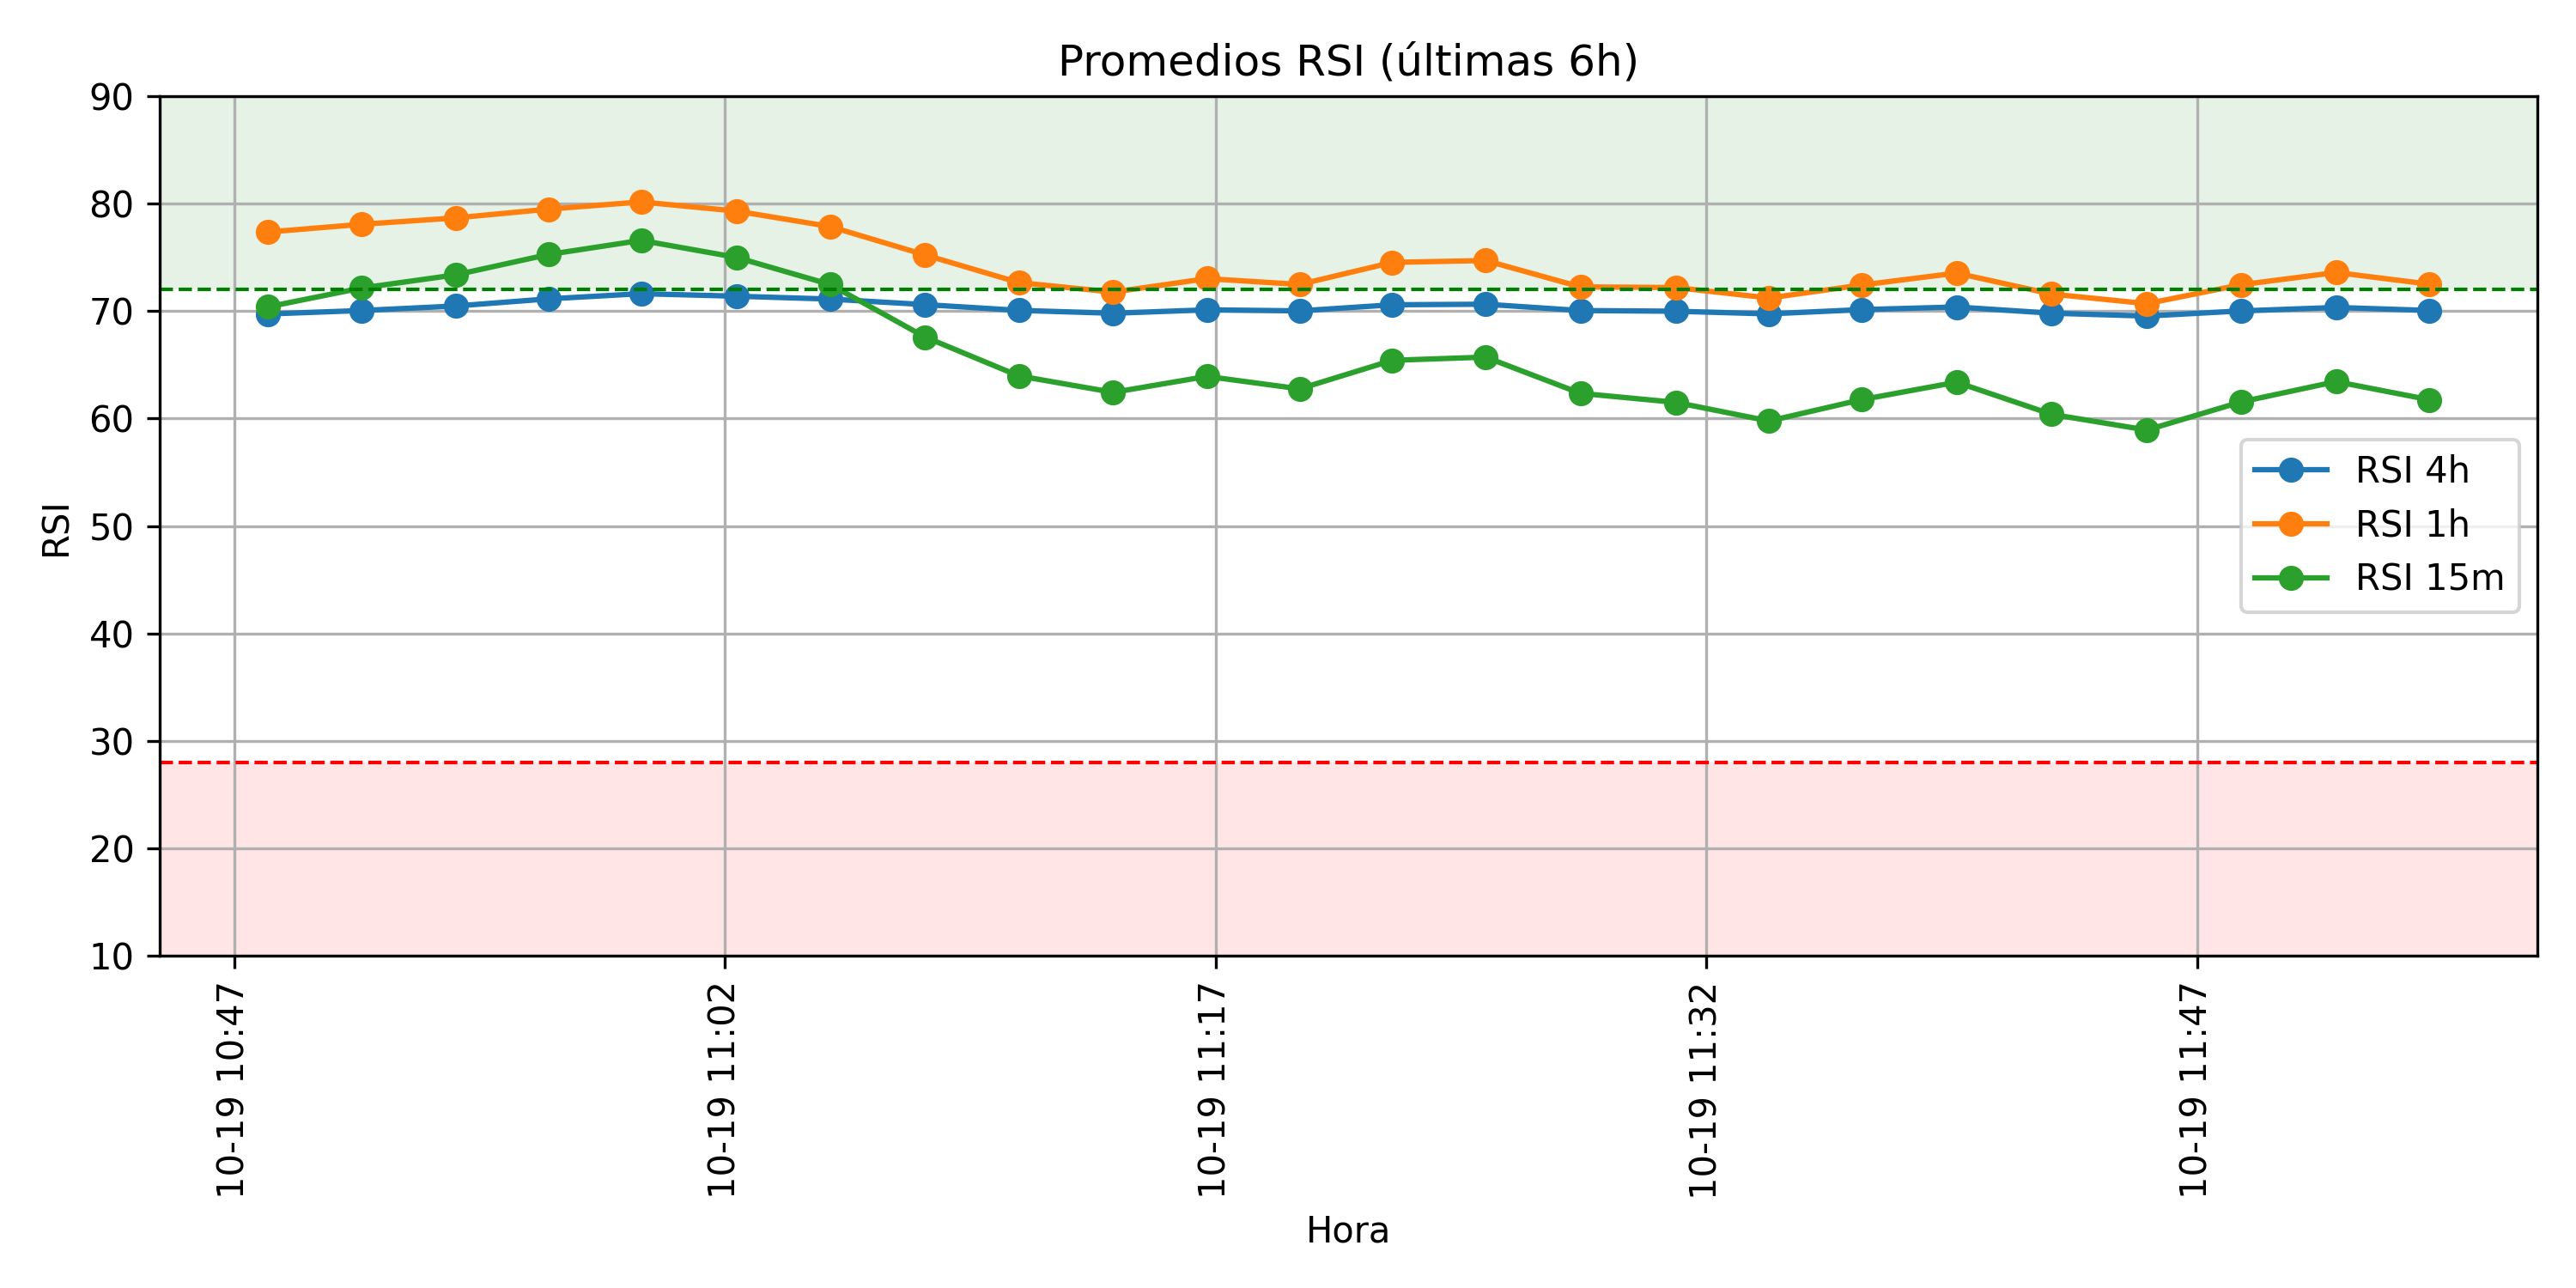 Promedios RSI (últimas 6h)
RSI
90
80
70
60
50
40
30
20
10
RSI 4h
RSI 1h
RSI 15m
10-19 10:47
10-19 11:02
10-19 11:17
10-19 11:32
10-19 11:47
Hora